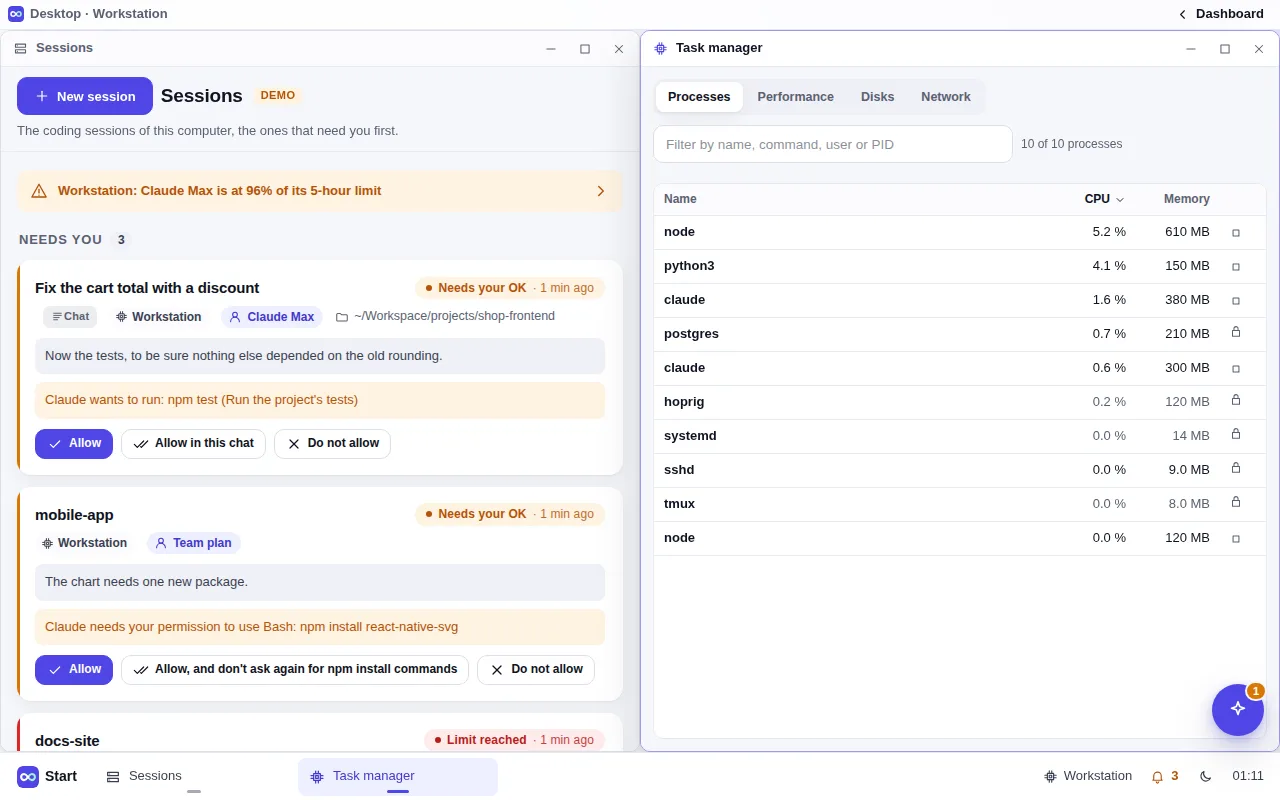 Desktop · Workstation
Dashboard
Sessions
New session
Sessions
DEMO
The coding sessions of this computer, the ones that need you first.
Workstation: Claude Max is at 96% of its 5-hour limit
NEEDS YOU 3
Fix the cart total with a discount
Needs your OK · 1 min ago
Chat Workstation Claude Max ~/Workspace/projects/shop-frontend
Now the tests, to be sure nothing else depended on the old rounding.
Claude wants to run: npm test (Run the project's tests)
Allow Allow in this chat Do not allow
mobile-app
Needs your OK · 1 min ago
Workstation Team plan
The chart needs one new package.
Claude needs your permission to use Bash: npm install react-native-svg
Allow Allow, and don't ask again for npm install commands Do not allow
docs-site
Limit reached · 1 min ago
Task manager
Processes Performance Disks Network
Filter by name, command, user or PID
10 of 10 processes
Name CPU Memory
node 5.2 % 610 MB
python3 4.1 % 150 MB
claude 1.6 % 380 MB
postgres 0.7 % 210 MB
claude 0.6 % 300 MB
hoprig 0.2 % 120 MB
systemd 0.0 % 14 MB
sshd 0.0 % 9.0 MB
tmux 0.0 % 8.0 MB
node 0.0 % 120 MB
1
Start Sessions Task manager Workstation 3 01:11